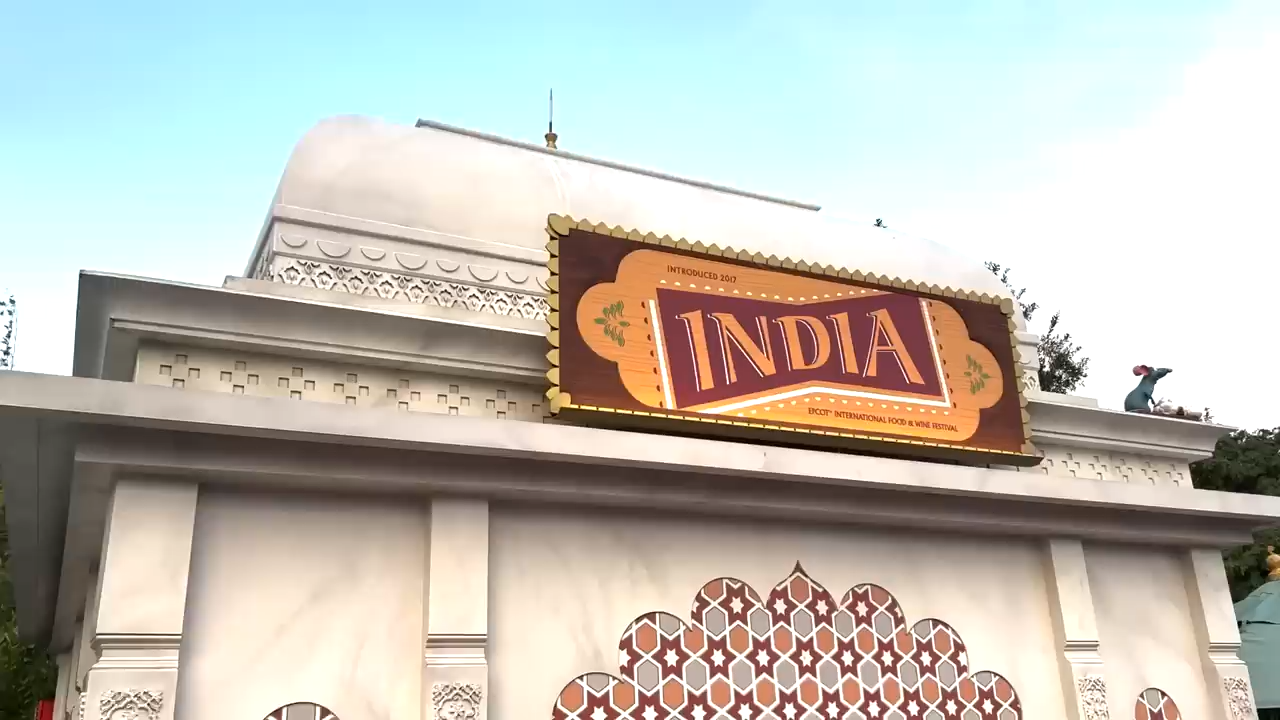 INTRODUCED 2017
INDIA
EPCOT® INTERNATIONAL FOOD & WINE FESTIVAL